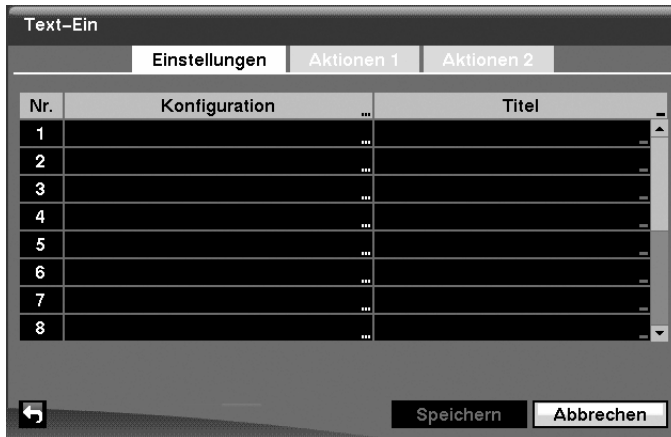 Text-Ein
Einstellungen Aktionen 1 Aktionen 2
Nr. Konfiguration ... Titel _
1 ... _
2 ... _
3 ... _
4 ... _
5 ... _
6 ... _
7 ... _
8 ... _
Speichern Abbrechen